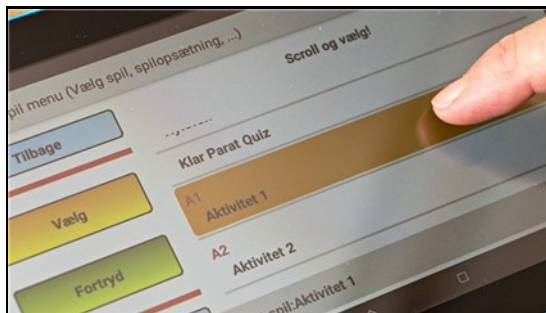 pil menu (Vælg spil, spilopsætning, ...)
Scroll og vælg!
Tilbage
Klar Parat Quiz
Vælg
A1
Aktivitet 1
Fortryd
A2
Aktivitet 2
spil:Aktivitet 1